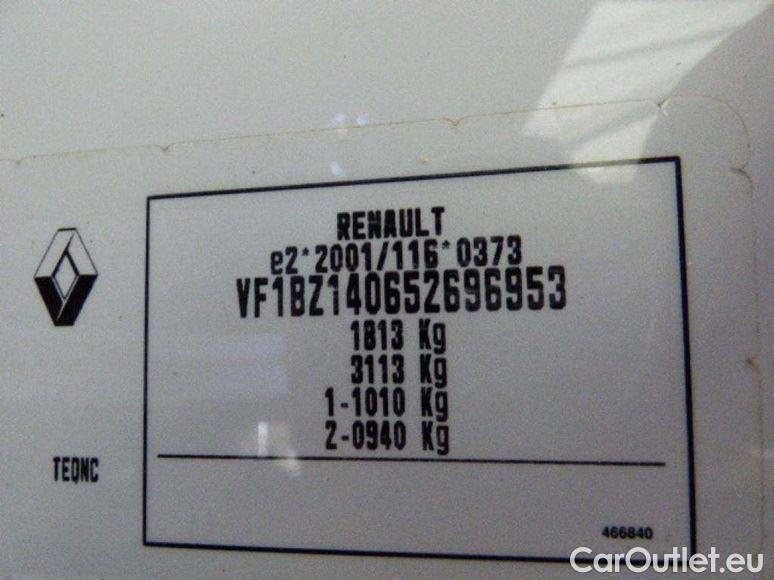 RENAULT
e2*2001/116*0373
VF1BZ140652696953
1813 Kg
3113 Kg
1-1010 Kg
2-0940 Kg
TEQNC
466840
CarOutlet.eu